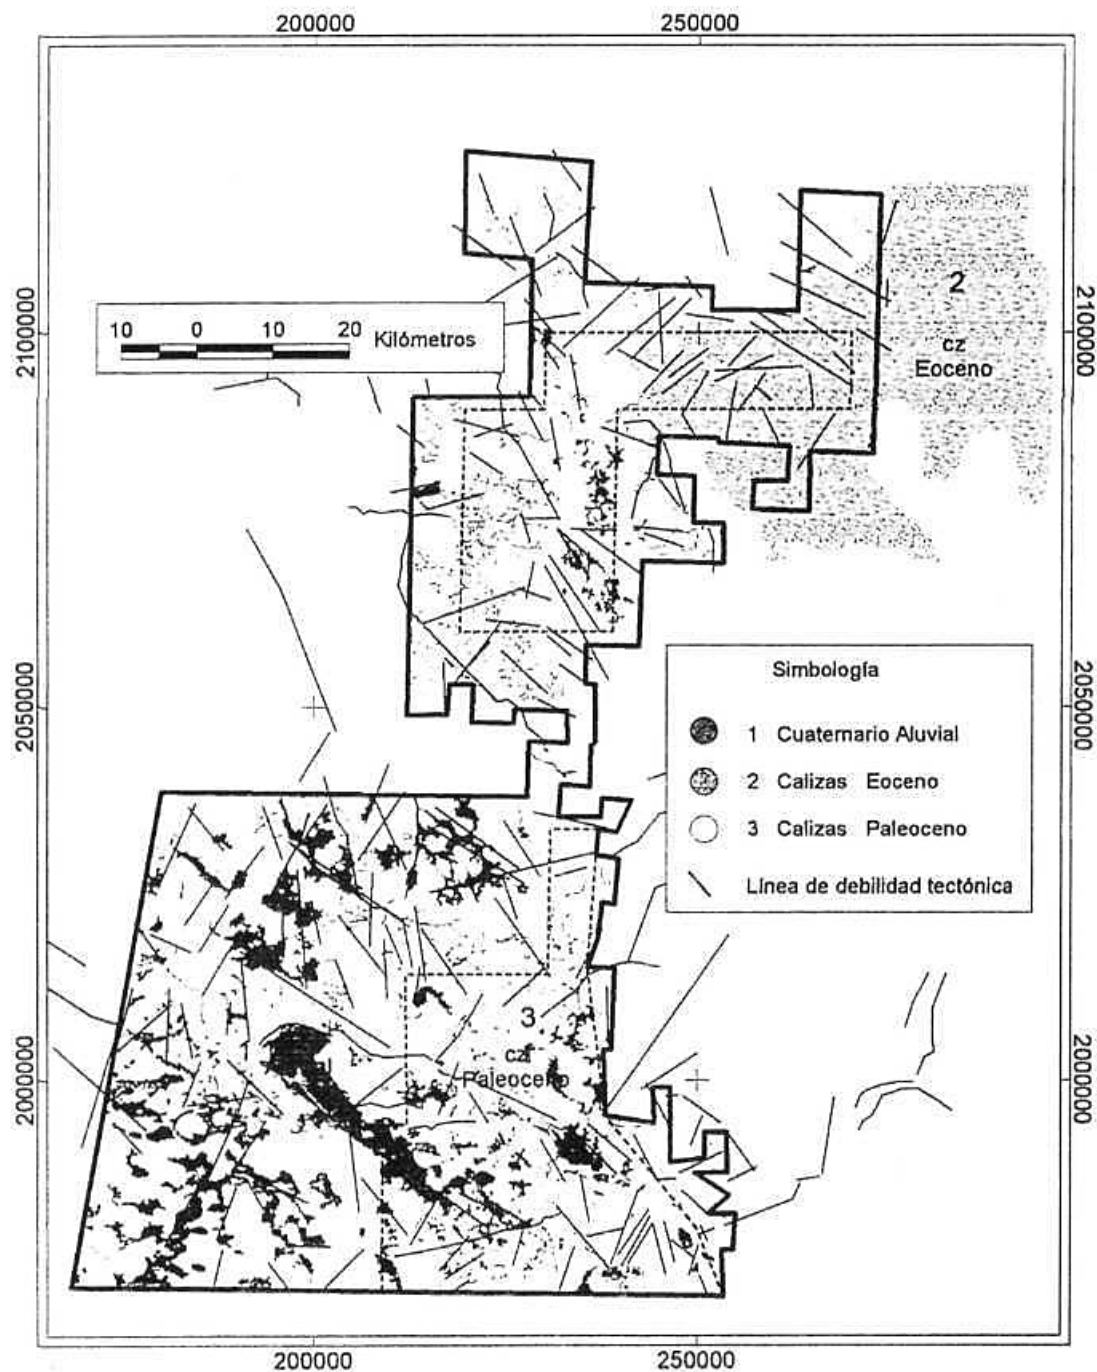 200000 250000
10 0 10 20 Kilómetros
2
cz
Eoceno
2100000 2100000
2050000 2050000
2000000 2000000
Simbología
1 Cuaternario Aluvial
2 Calizas Eoceno
3 Calizas Paleoceno
Línea de debilidad tectónica
3
cz
Paleoceno
200000 250000